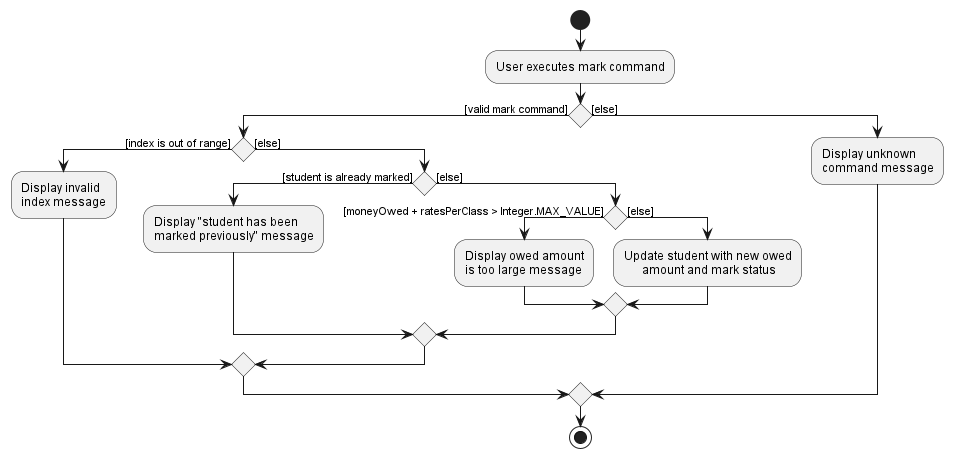 User executes mark command
[valid mark command]
[else]
[index is out of range]
[else]
Display unknown
command message
[student is already marked]
[else]
Display invalid
index message
[moneyOwed + ratesPerClass > Integer.MAX_VALUE]
[else]
Display "student has been
marked previously" message
Display owed amount
is too large message
Update student with new owed
amount and mark status